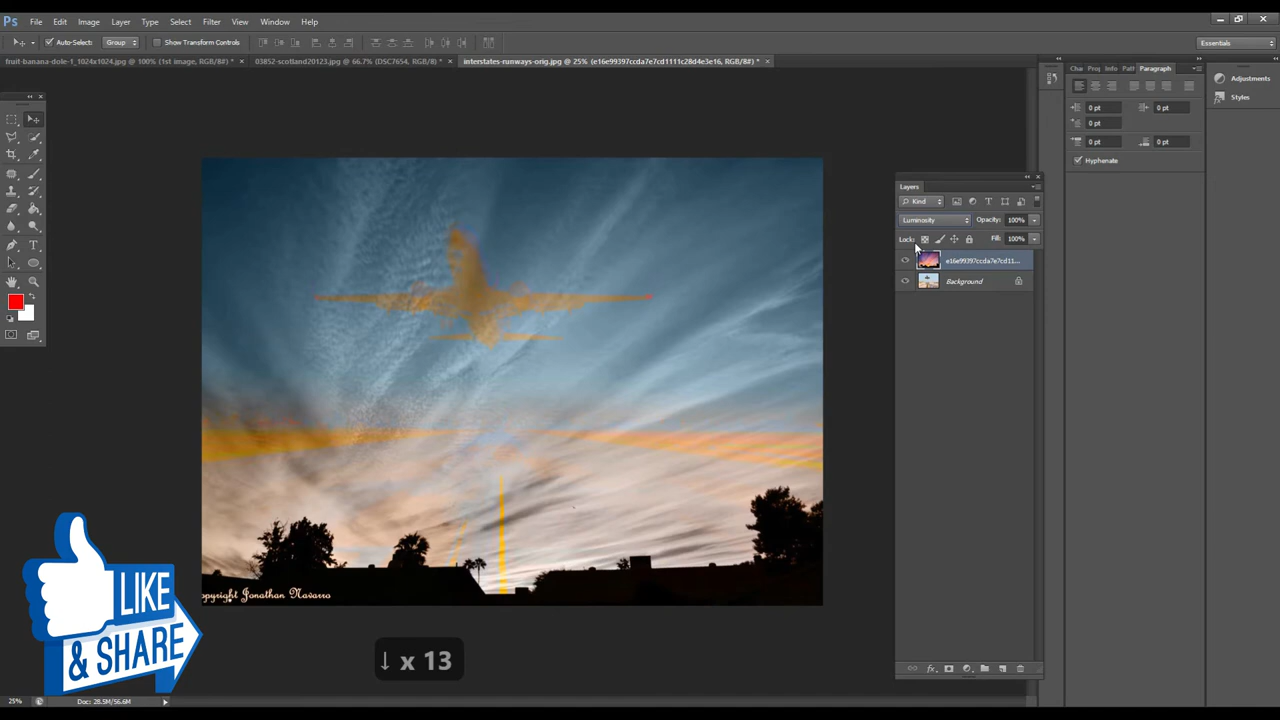 Ps File Edit Image Layer Type Select Filter View Window Help
Auto-Select: Group Show Transform Controls Essentials
fruit-banana-dole-1_1024x1024.jpg @ 100% (1st image, RGB/8#) * × 03852-scotland20123.jpg @ 66.7% (DSC7654, RGB/8) * × interstates-runways-orig.jpg @ 25% (e16e99397ccda7e7cd1111c28d4e3e16, RGB/8#) * ×
Cha Proj Info Path Paragraph
Adjustments
Styles
0 pt 0 pt
0 pt
0 pt 0 pt
Hyphenate
Layers
Kind
Luminosity Opacity: 100%
Lock: Fill: 100%
e16e99397ccda7e7cd11...
Background
opyright Jonathan Navarro
LIKE
& SHARE
↓ x 13
25% Doc: 28.5M/56.6M